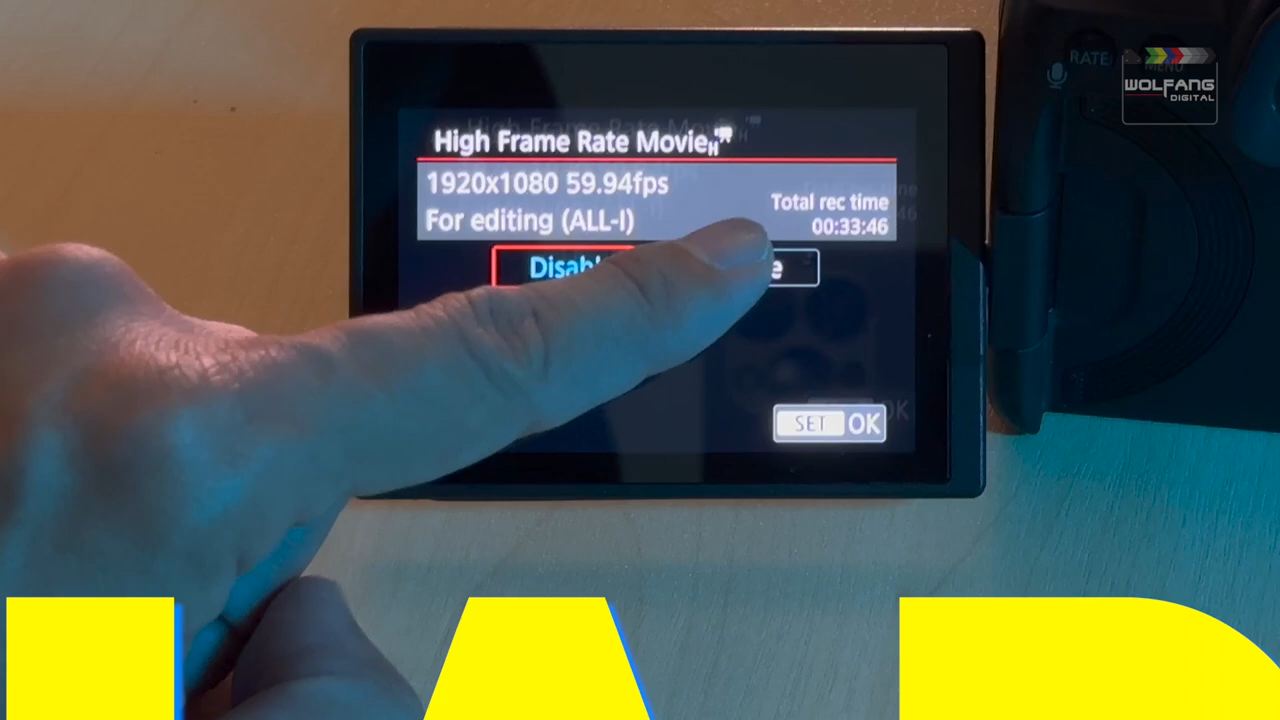 RATE
MENU
WOLFANG
DIGITAL
High Frame Rate Movie
1920x1080 59.94fps
For editing (ALL-I)
Total rec time
00:33:46
SET OK